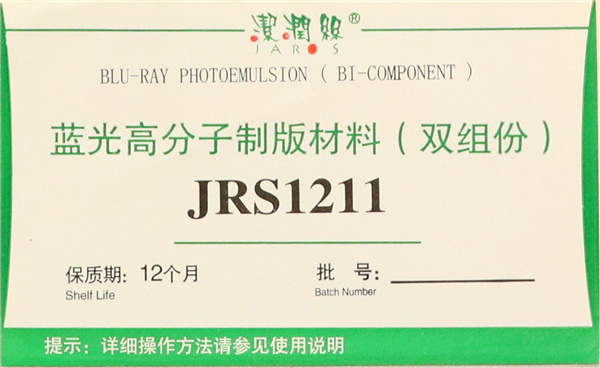 潔潤絲®
JAROS
BLU-RAY PHOTOEMULSION ( BI-COMPONENT )
蓝光高分子制版材料（双组份）
JRS1211
保质期：12个月 批 号：
Shelf Life Batch Number
提示：详细操作方法请参见使用说明